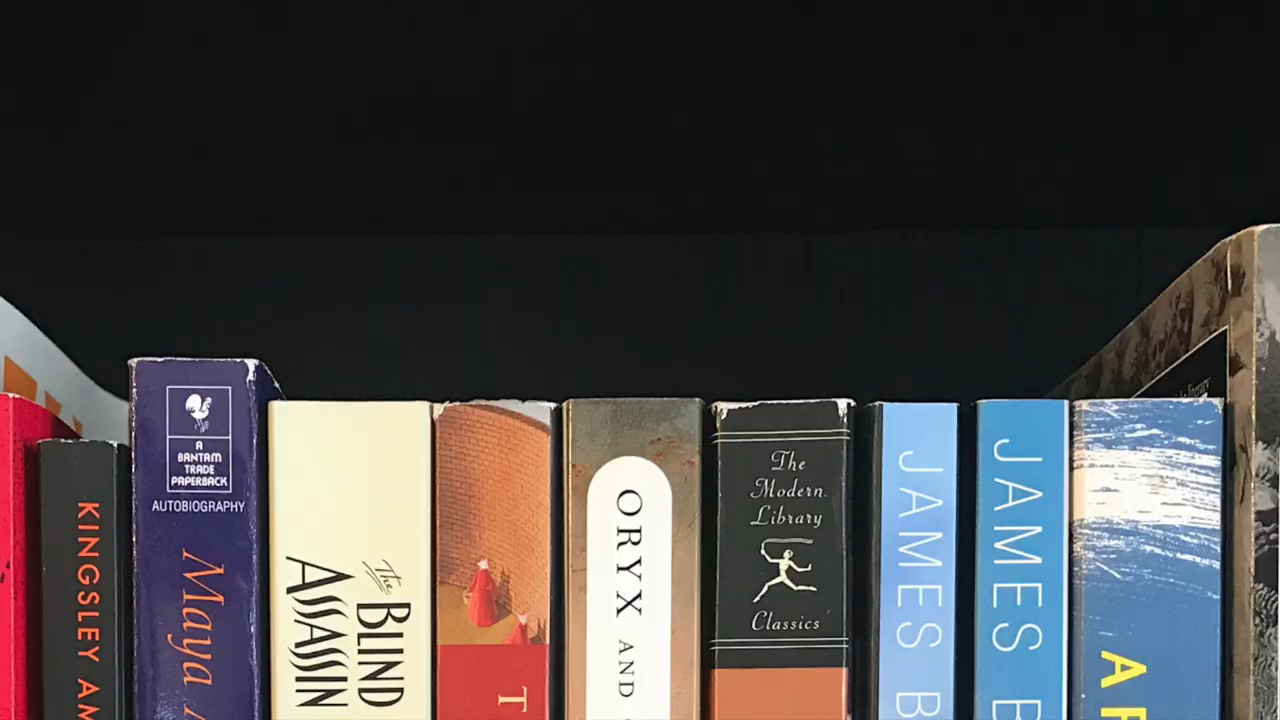 KINGSLEY AM
A
BANTAM
TRADE
PAPERBACK
AUTOBIOGRAPHY
Maya
The
BLIND
ASSASSIN
T
ORYX AND
The
Modern
Library
Classics
JAMES B
JAMES B
A F